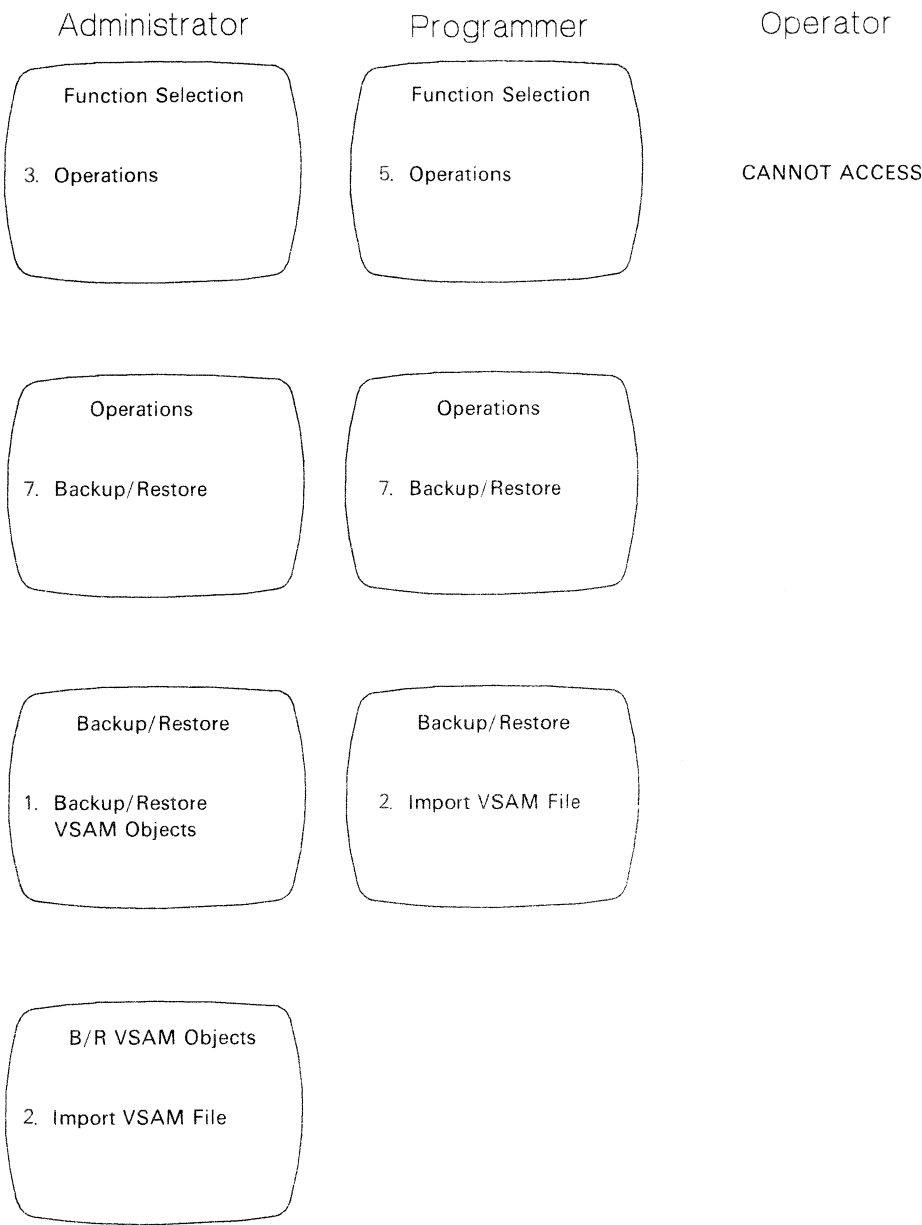 Administrator
Programmer
Operator
Function Selection
3. Operations
Function Selection
5. Operations
CANNOT ACCESS
Operations
7. Backup/Restore
Operations
7. Backup/Restore
Backup/Restore
1. Backup/Restore
VSAM Objects
Backup/Restore
2. Import VSAM File
B/R VSAM Objects
2. Import VSAM File